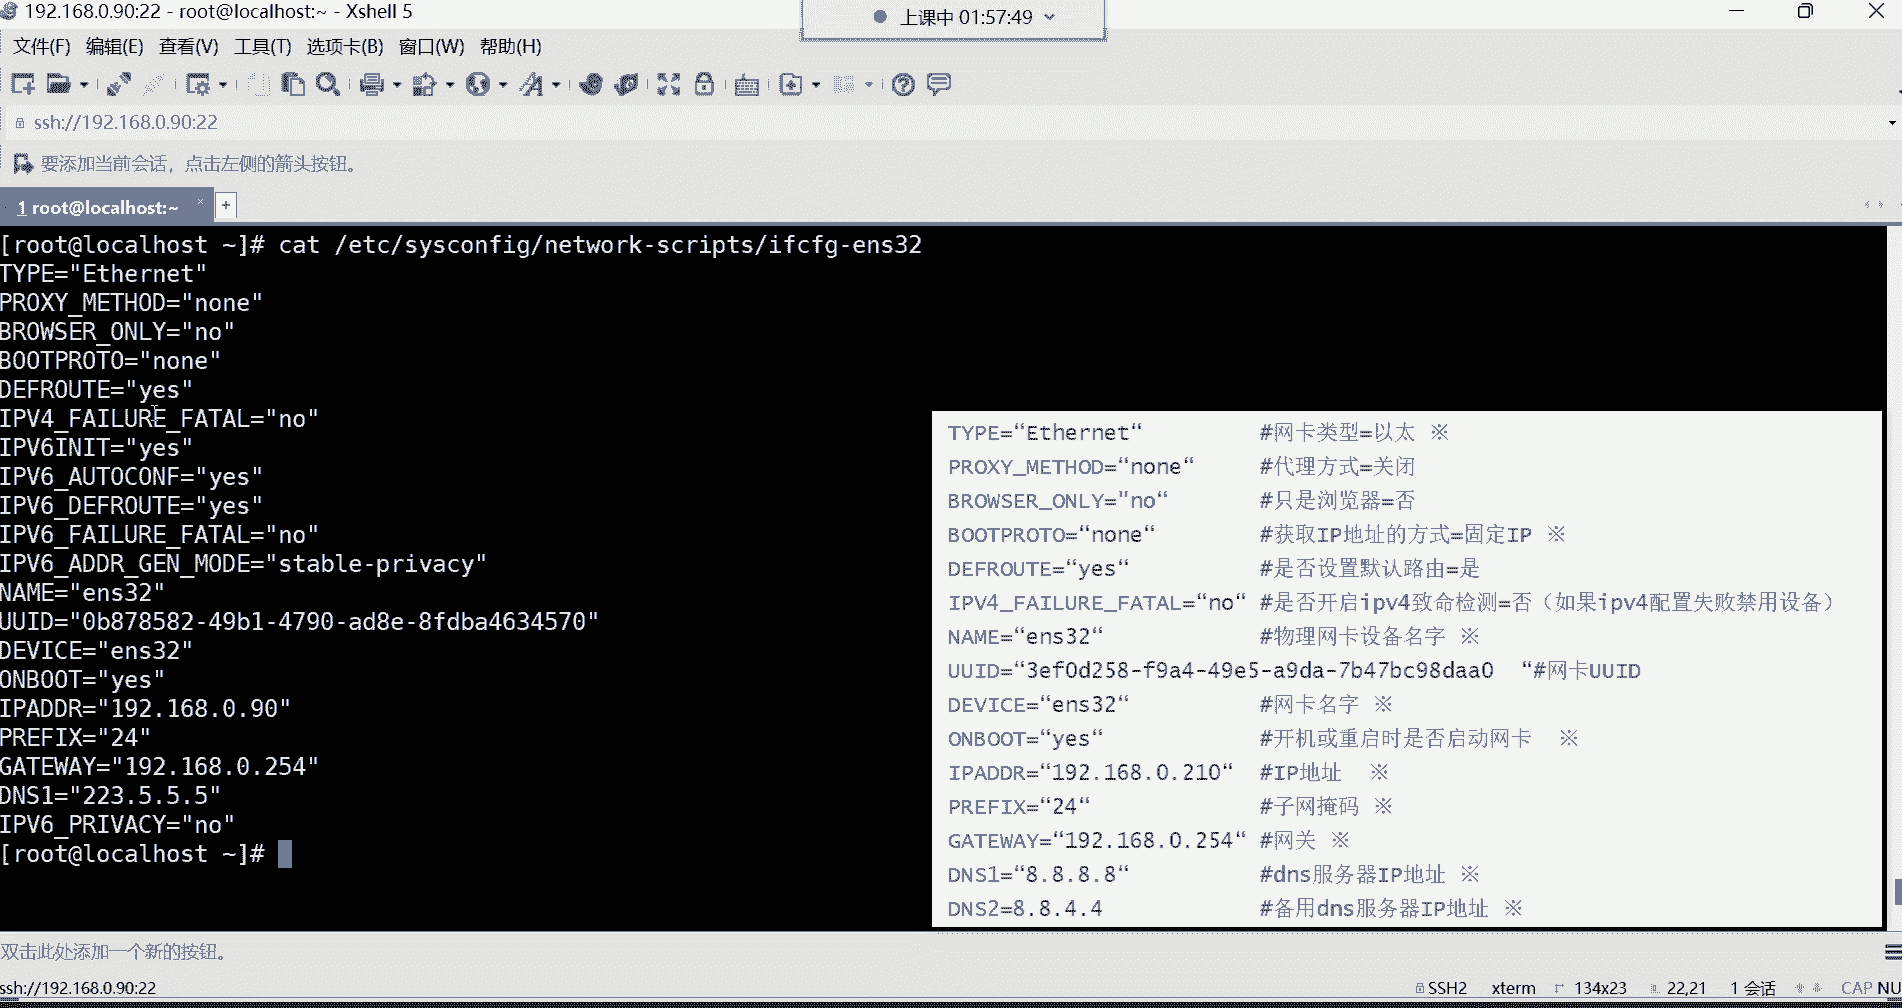 192.168.0.90:22 - root@localhost:~ - Xshell 5
上课中 01:57:49
文件(F) 编辑(E) 查看(V) 工具(T) 选项卡(B) 窗口(W) 帮助(H)
ssh://192.168.0.90:22
要添加当前会话，点击左侧的箭头按钮。
1 root@localhost:~
[root@localhost ~]# cat /etc/sysconfig/network-scripts/ifcfg-ens32
TYPE="Ethernet"
PROXY_METHOD="none"
BROWSER_ONLY="no"
BOOTPROTO="none"
DEFROUTE="yes"
IPV4_FAILURE_FATAL="no"
IPV6INIT="yes"
IPV6_AUTOCONF="yes"
IPV6_DEFROUTE="yes"
IPV6_FAILURE_FATAL="no"
IPV6_ADDR_GEN_MODE="stable-privacy"
NAME="ens32"
UUID="0b878582-49b1-4790-ad8e-8fdba4634570"
DEVICE="ens32"
ONBOOT="yes"
IPADDR="192.168.0.90"
PREFIX="24"
GATEWAY="192.168.0.254"
DNS1="223.5.5.5"
IPV6_PRIVACY="no"
[root@localhost ~]#
TYPE=“Ethernet“ #网卡类型=以太 ※
PROXY_METHOD=“none“ #代理方式=关闭
BROWSER_ONLY="no“ #只是浏览器=否
BOOTPROTO=“none“ #获取IP地址的方式=固定IP ※
DEFROUTE=“yes“ #是否设置默认路由=是
IPV4_FAILURE_FATAL=“no“ #是否开启ipv4致命检测=否（如果ipv4配置失败禁用设备）
NAME=“ens32“ #物理网卡设备名字 ※
UUID=“3ef0d258-f9a4-49e5-a9da-7b47bc98daa0 “#网卡UUID
DEVICE=“ens32“ #网卡名字 ※
ONBOOT=“yes“ #开机或重启时是否启动网卡 ※
IPADDR=“192.168.0.210“ #IP地址 ※
PREFIX=“24“ #子网掩码 ※
GATEWAY=“192.168.0.254“ #网关 ※
DNS1=“8.8.8.8“ #dns服务器IP地址 ※
DNS2=8.8.4.4 #备用dns服务器IP地址 ※
双击此处添加一个新的按钮。
ssh://192.168.0.90:22 SSH2 xterm 134x23 22,21 1 会话 CAP NU